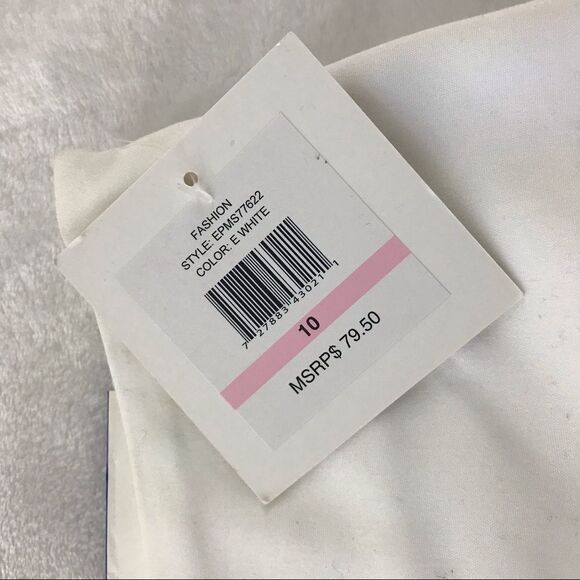 FASHION
STYLE: EPMS77622
COLOR: E WHITE
7 27883 43021 1
10
MSRP$ 79.50